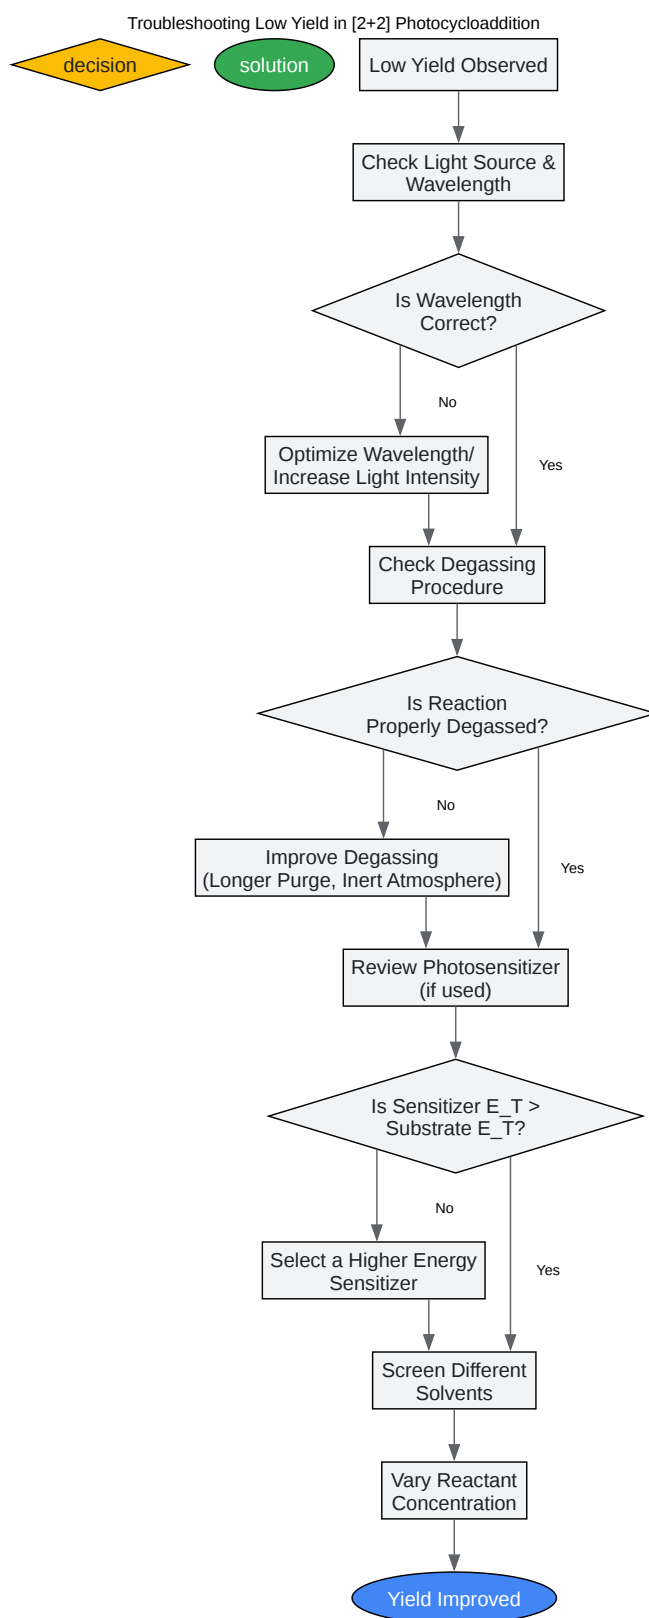 Troubleshooting Low Yield in [2+2] Photocycloaddition
decision
solution
Low Yield Observed
Check Light Source &
Wavelength
Is Wavelength
Correct?
No
Optimize Wavelength/
Increase Light Intensity
Yes
Check Degassing
Procedure
Is Reaction
Properly Degassed?
No
Improve Degassing
(Longer Purge, Inert Atmosphere)
Yes
Review Photosensitizer
(if used)
Is Sensitizer E_T >
Substrate E_T?
No
Select a Higher Energy
Sensitizer
Yes
Screen Different
Solvents
Vary Reactant
Concentration
Yield Improved